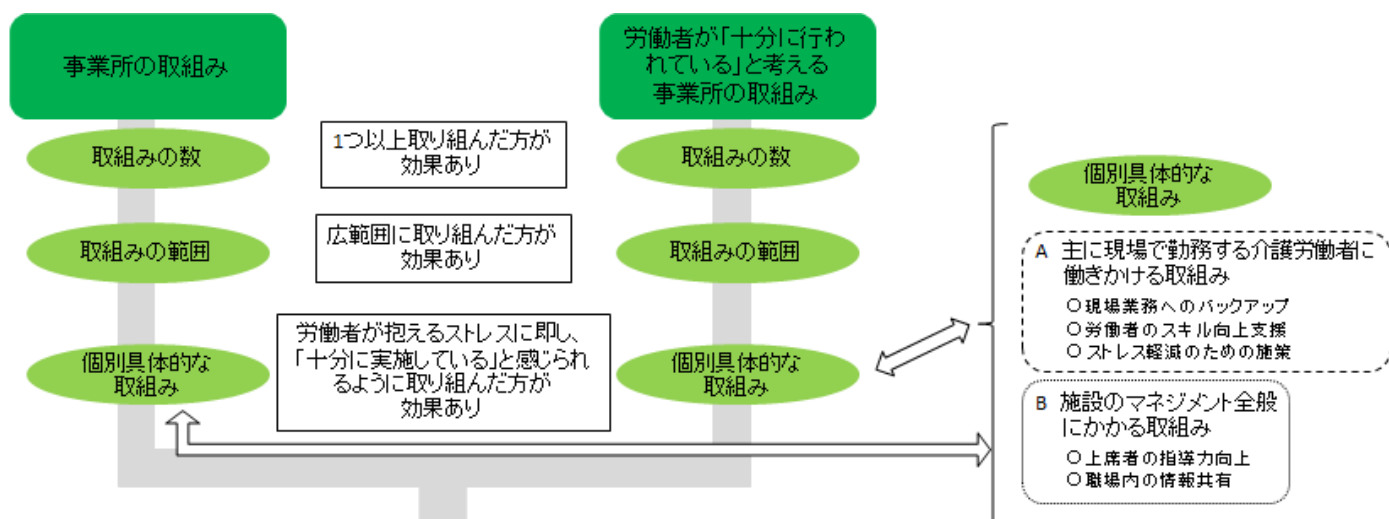 事業所の取組み
労働者が「十分に行わ
れている」と考える
事業所の取組み
取組みの数
1つ以上取り組んだ方が
効果あり
取組みの数
取組みの範囲
広範囲に取り組んだ方が
効果あり
取組みの範囲
個別具体的な
取組み
労働者が抱えるストレスに即し、
「十分に実施している」と感じられ
るように取り組んだ方が
効果あり
個別具体的な
取組み
個別具体的な
取組み
A 主に現場で勤務する介護労働者に
働きかける取組み
○現場業務へのバックアップ
○労働者のスキル向上支援
○ストレス軽減のための施策
B 施設のマネジメント全般
にかかる取組み
○上席者の指導力向上
○職場内の情報共有